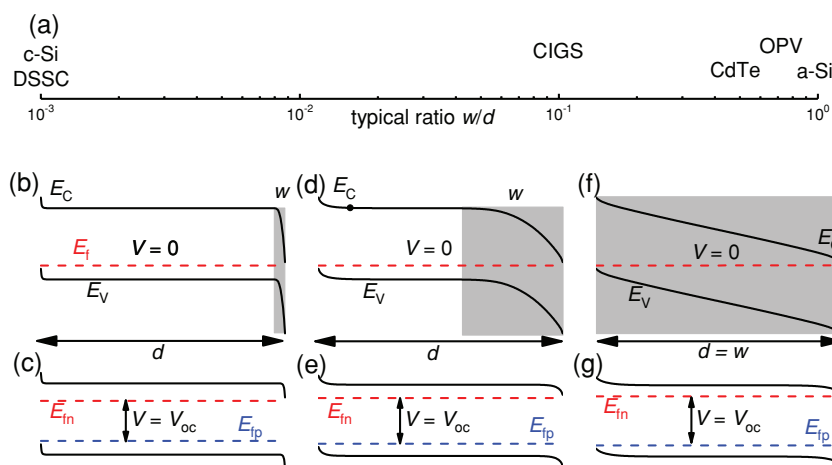 (a)
c-Si
DSSC
CIGS
OPV
CdTe
a-Si
10⁻³
10⁻²
typical ratio w/d
10⁻¹
10⁰
(b)
E_C
w
E_f
V = 0
E_V
d
(d)
E_C
w
V = 0
E_V
d
(f)
E
V = 0
E_V
d = w
(c)
E_fn
V = V_oc
E_fp
(e)
E_fn
V = V_oc
E_fp
(g)
E_fn
V = V_oc
E_fp